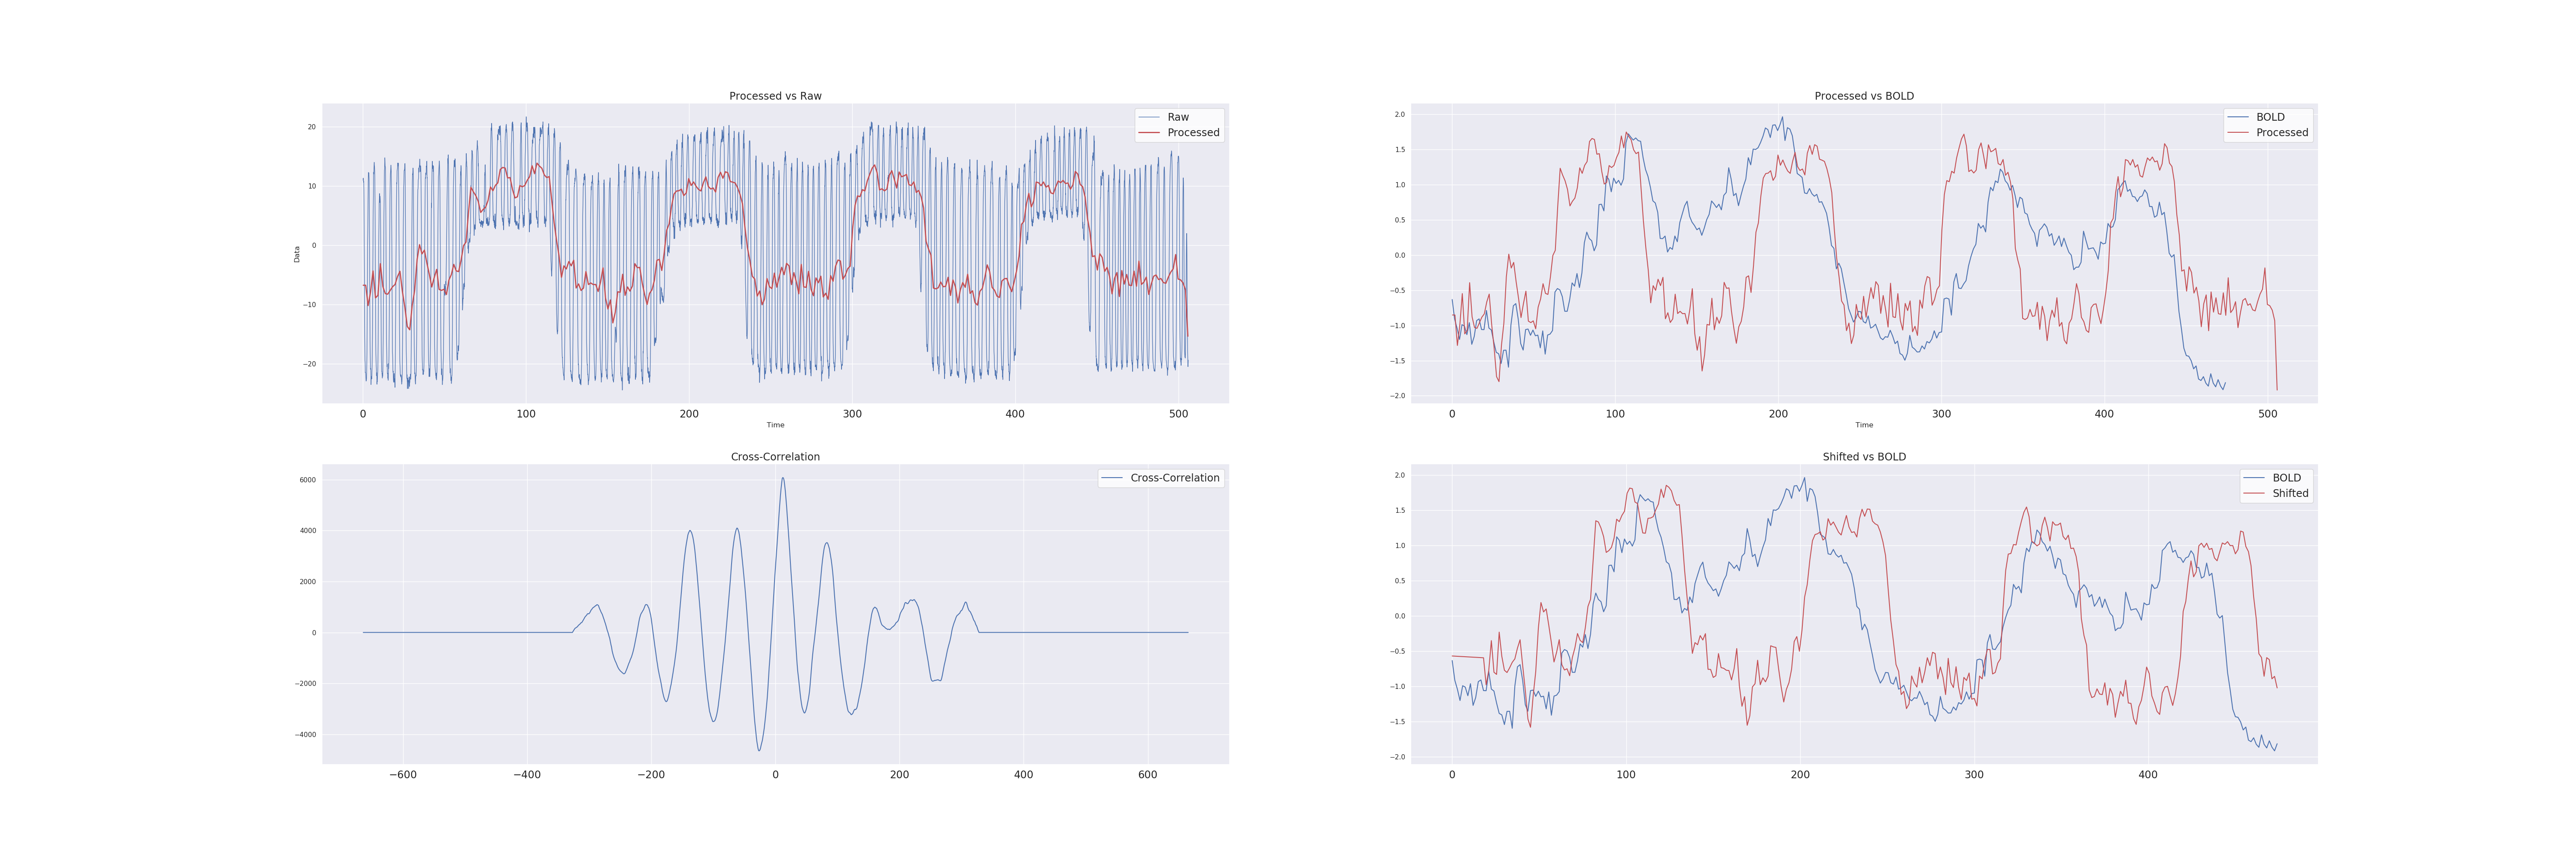 Processed vs Raw
Raw
Processed
20
10
0
−10
−20
Data
0 100 200 300 400 500
Time
Processed vs BOLD
BOLD
Processed
2.0
1.5
1.0
0.5
0.0
−0.5
−1.0
−1.5
−2.0
0 100 200 300 400 500
Time
Cross-Correlation
Cross-Correlation
6000
4000
2000
0
−2000
−4000
−600 −400 −200 0 200 400 600
Shifted vs BOLD
BOLD
Shifted
2.0
1.5
1.0
0.5
0.0
−0.5
−1.0
−1.5
−2.0
0 100 200 300 400